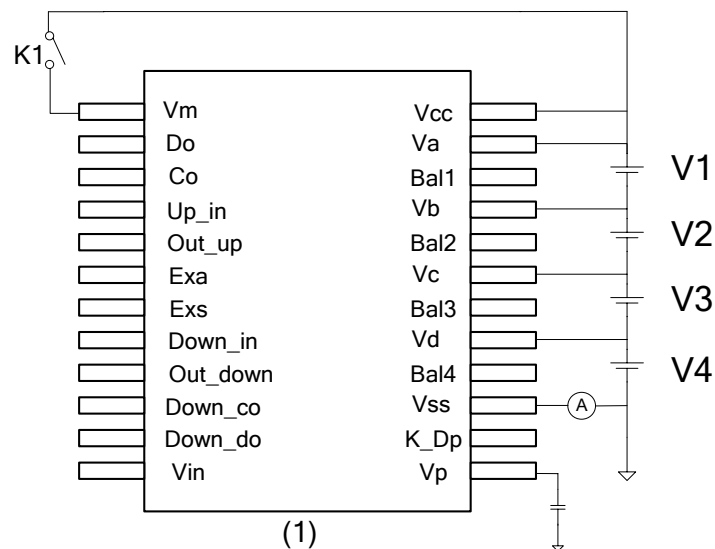 K1
Vm Vcc
Do Va
V1
Co Bal1
Up_in Vb
V2
Out_up Bal2
Exa Vc
V3
Exs Bal3
Down_in Vd
V4
Out_down Bal4
Down_co Vss A
Down_do K_Dp
Vin Vp
(1)